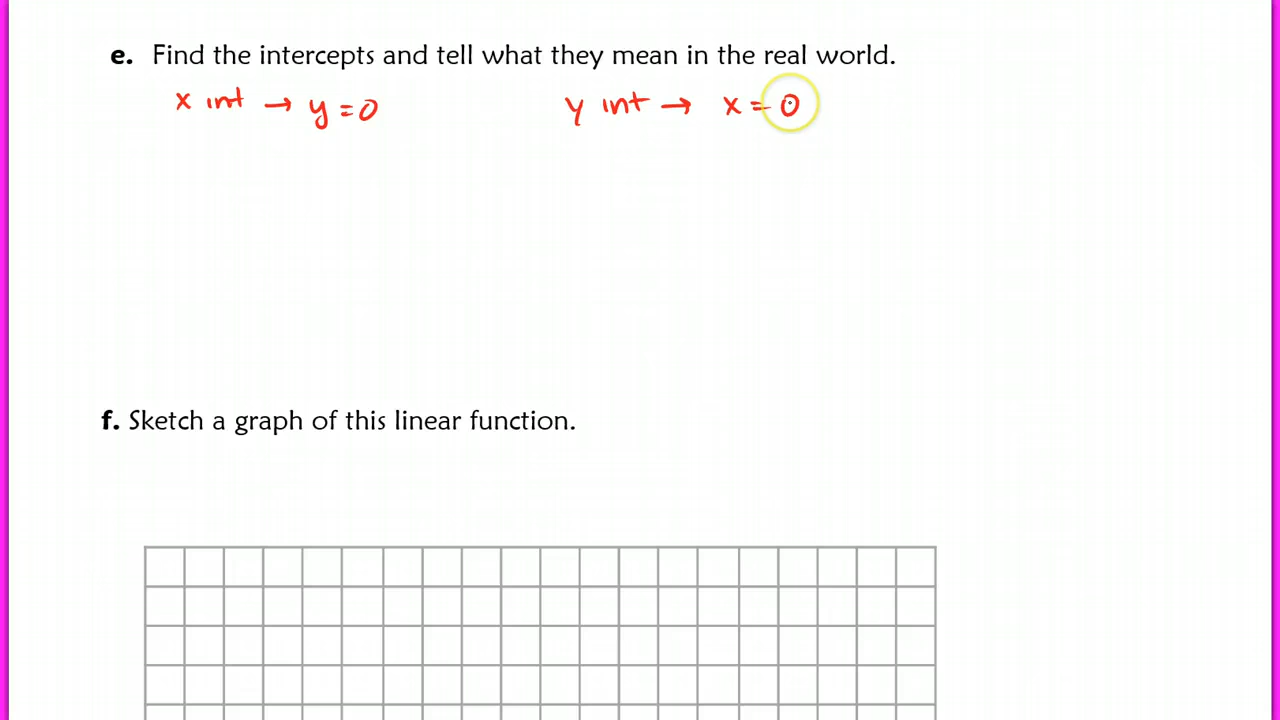 e. Find the intercepts and tell what they mean in the real world.
x int → y = 0 y int → x = 0
f. Sketch a graph of this linear function.